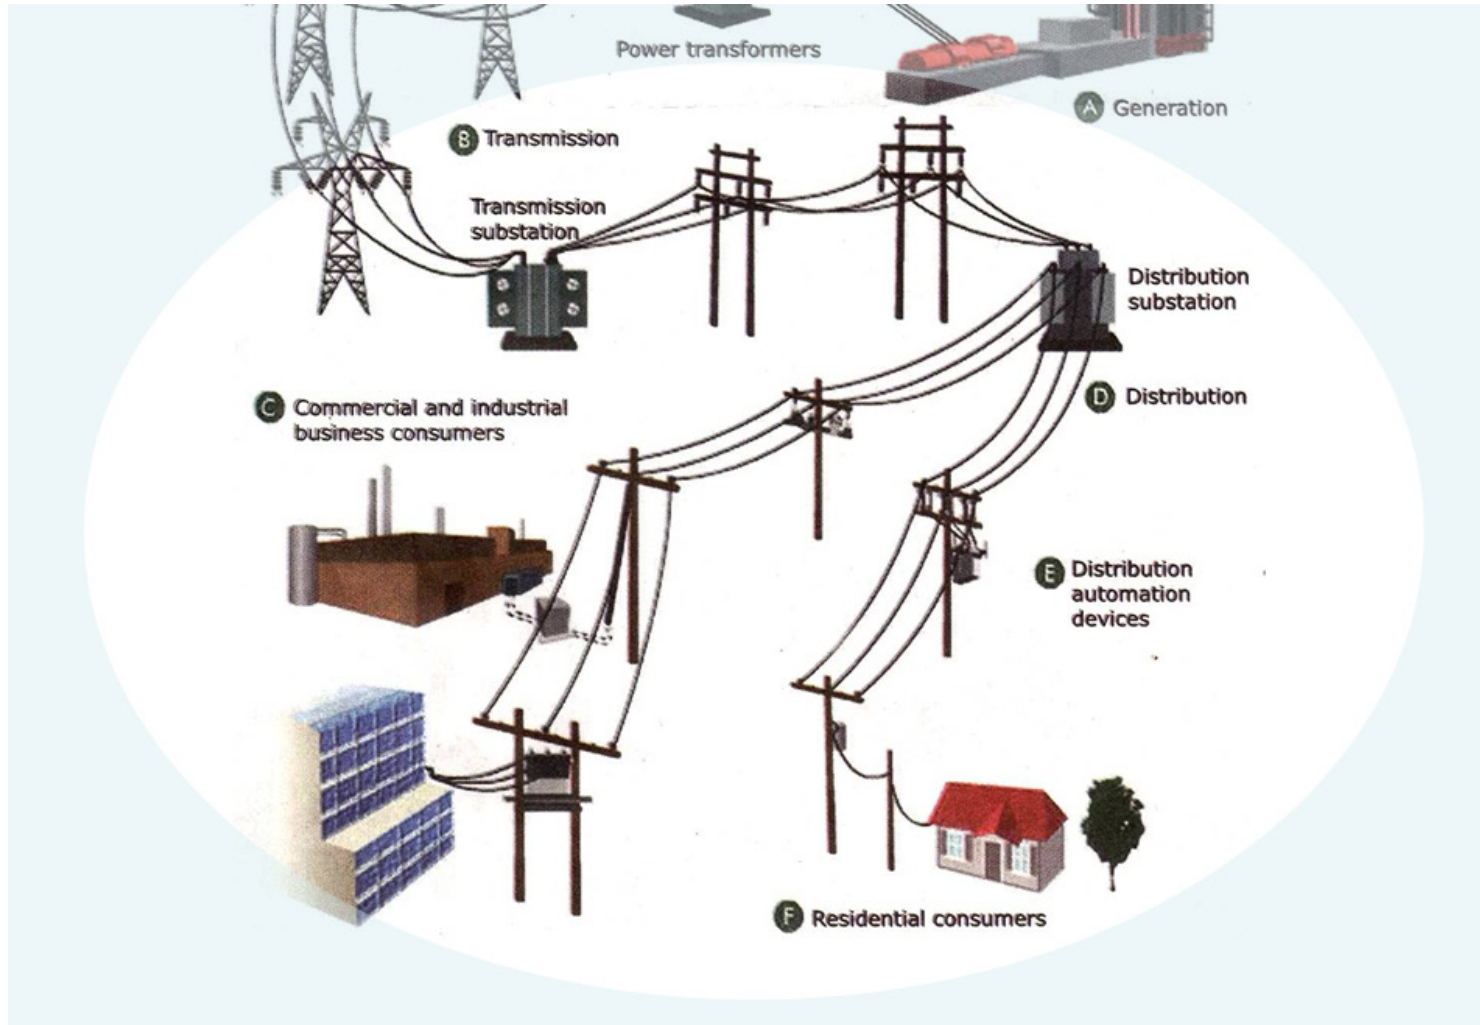 Power transformers
A Generation
B Transmission
Transmission
substation
Distribution
substation
C Commercial and industrial
business consumers
D Distribution
E Distribution
automation
devices
F Residential consumers